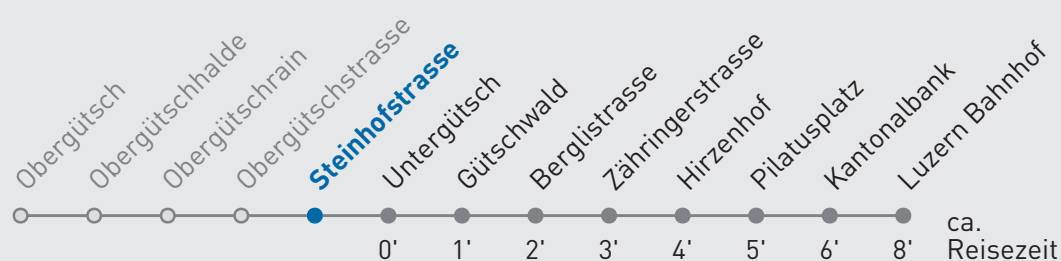 Obergütsch
Obergütschhalde
Obergütschrain
Obergütschstrasse
Steinhofstrasse
Untergütsch
Gütschwald
Berglistrasse
Zähringerstrasse
Hirzenhof
Pilatusplatz
Kantonalbank
Luzern Bahnhof
0' 1' 2' 3' 4' 5' 6' 8'
ca.
Reisezeit